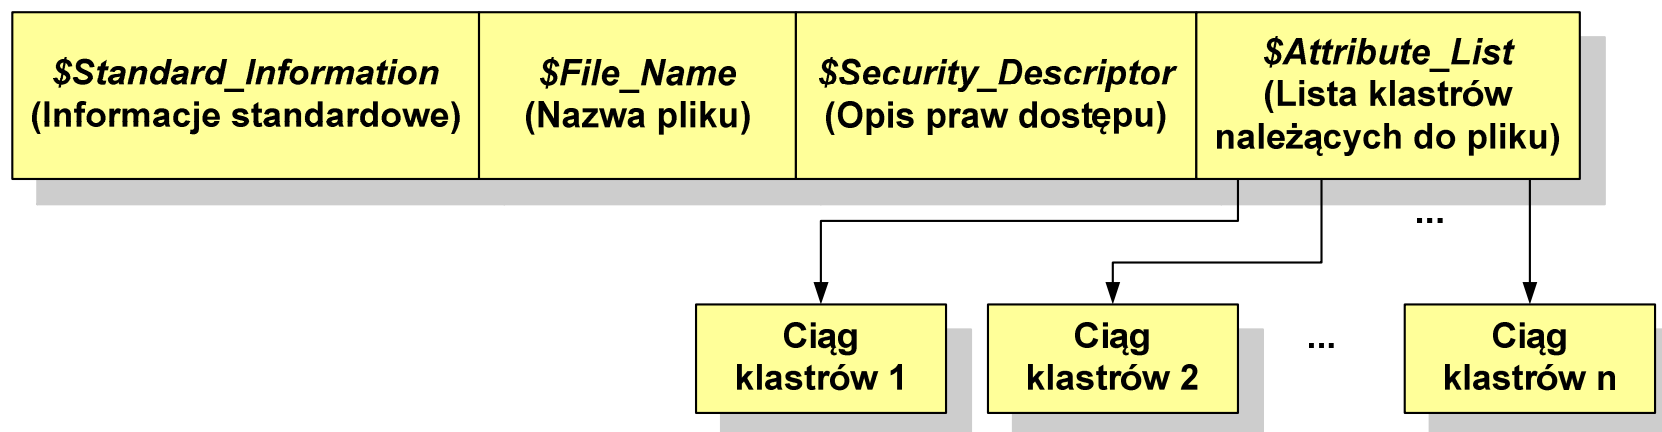 $Standard_Information
(Informacje standardowe)
$File_Name
(Nazwa pliku)
$Security_Descriptor
(Opis praw dostępu)
$Attribute_List
(Lista klastrów
należących do pliku)
...
Ciąg
klastrów 1
Ciąg
klastrów 2
...
Ciąg
klastrów n